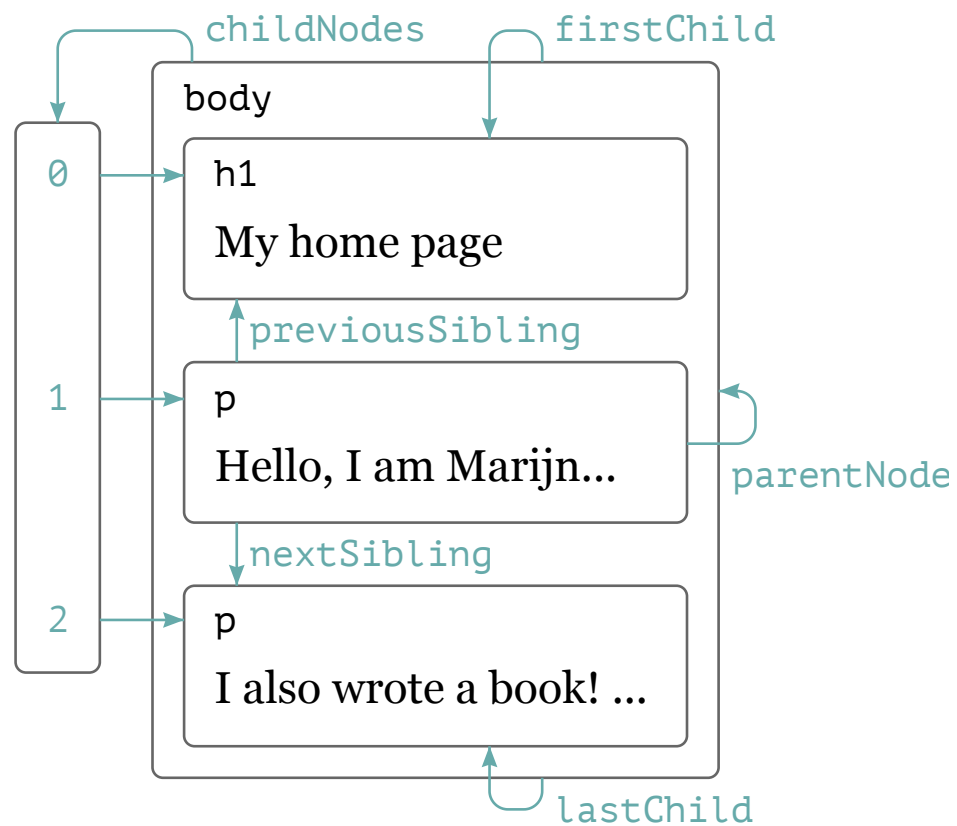 childNodes firstChild
body
0 h1
My home page
previousSibling
1 p
Hello, I am Marijn...
parentNode
nextSibling
2 p
I also wrote a book! ...
lastChild